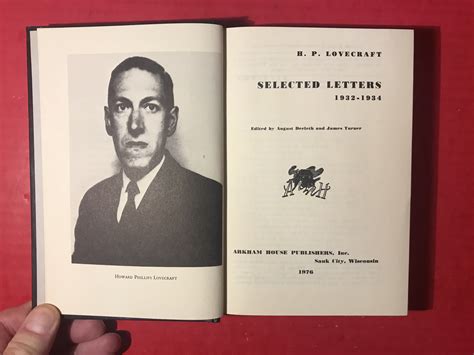 HOWARD PHILLIPS LOVECRAFT
H. P. LOVECRAFT
SELECTED LETTERS
1932-1934
Edited by August Derleth and James Turner
A H
ARKHAM HOUSE PUBLISHERS, Inc.
Sauk City, Wisconsin
1976